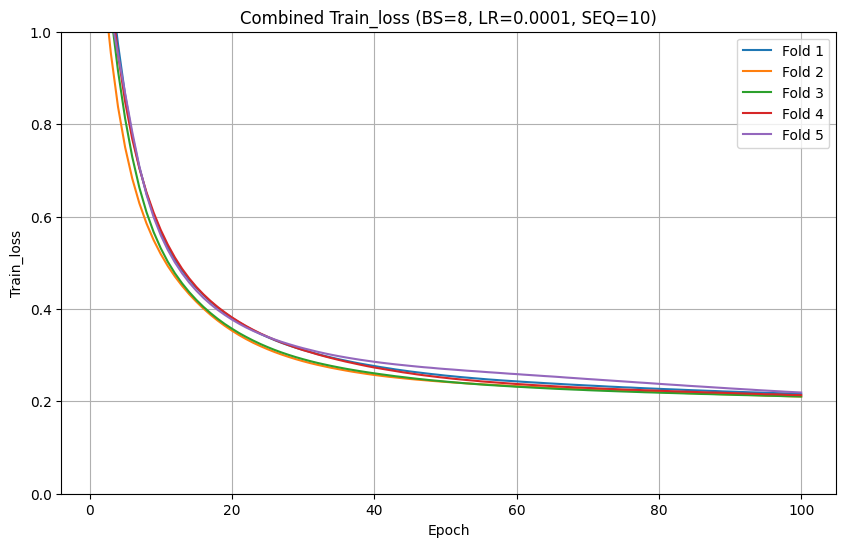 Combined Train_loss (BS=8, LR=0.0001, SEQ=10)
Fold 1
Fold 2
Fold 3
Fold 4
Fold 5
Train_loss
1.0
0.8
0.6
0.4
0.2
0.0
0 20 40 60 80 100
Epoch